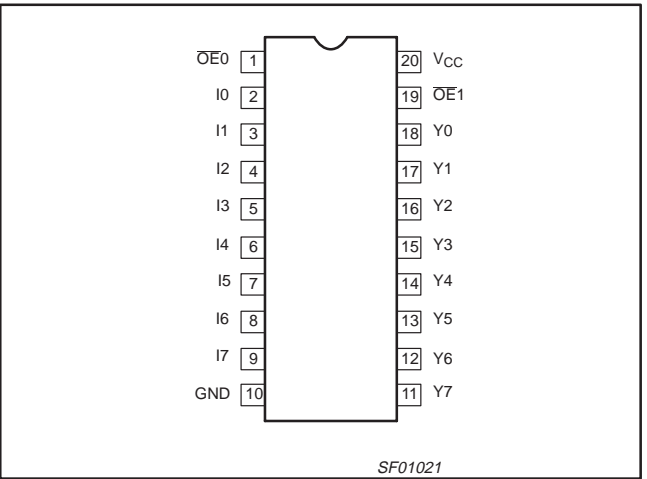 O̅E̅0 1 20 VCC
I0 2 19 O̅E̅1
I1 3 18 Y0
I2 4 17 Y1
I3 5 16 Y2
I4 6 15 Y3
I5 7 14 Y4
I6 8 13 Y5
I7 9 12 Y6
GND 10 11 Y7
SF01021